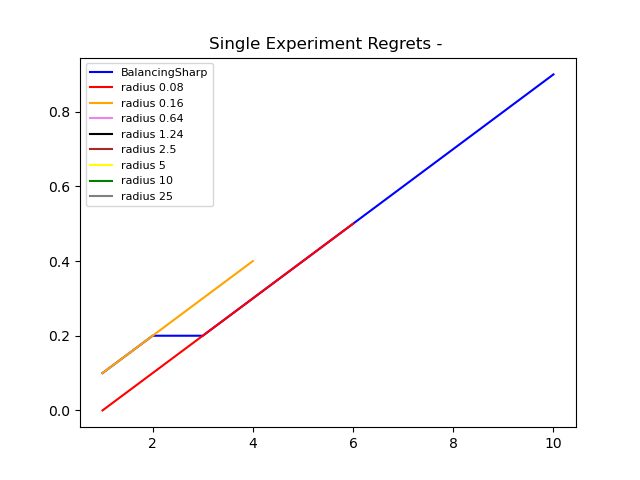 Single Experiment Regrets -
BalancingSharp
radius 0.08
radius 0.16
radius 0.64
radius 1.24
radius 2.5
radius 5
radius 10
radius 25
0.8
0.6
0.4
0.2
0.0
2 4 6 8 10